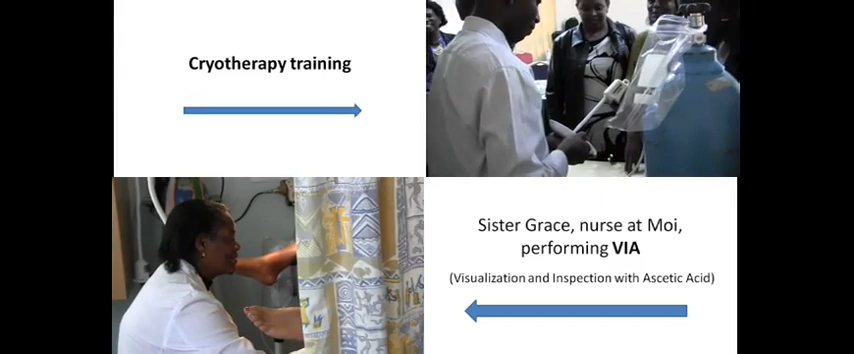 Cryotherapy training
Sister Grace, nurse at Moi,
performing VIA
(Visualization and Inspection with Ascetic Acid)